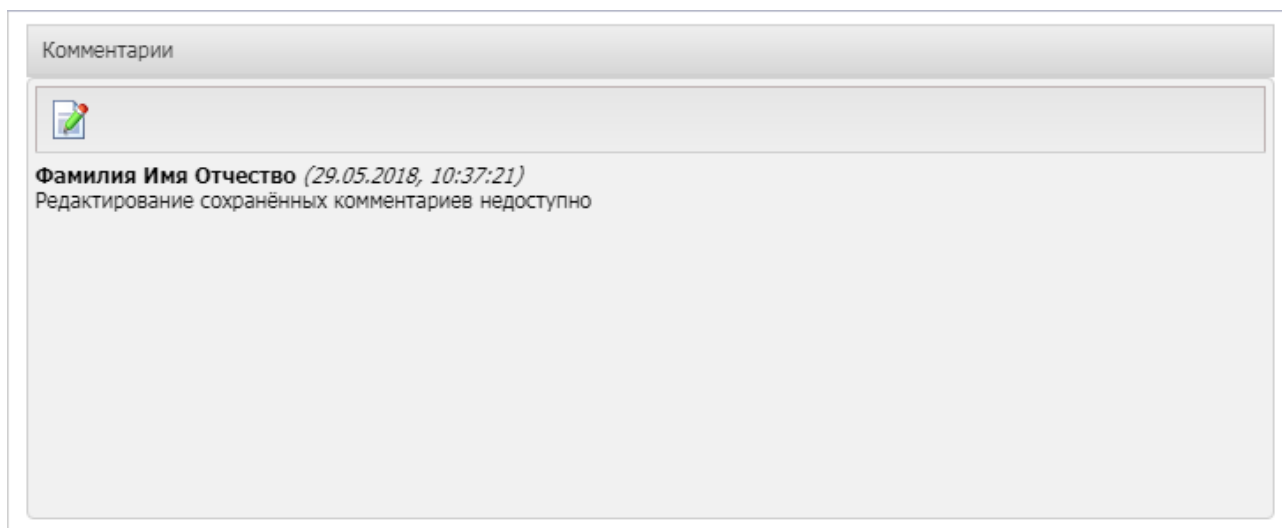 Комментарии
Фамилия Имя Отчество (29.05.2018, 10:37:21)
Редактирование сохранённых комментариев недоступно